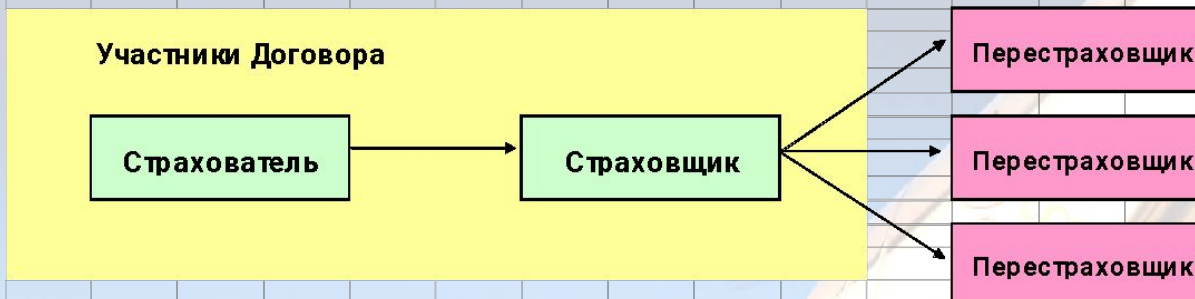 Участники Договора
Перестраховщик
Страхователь
Страховщик
Перестраховщик
Перестраховщик